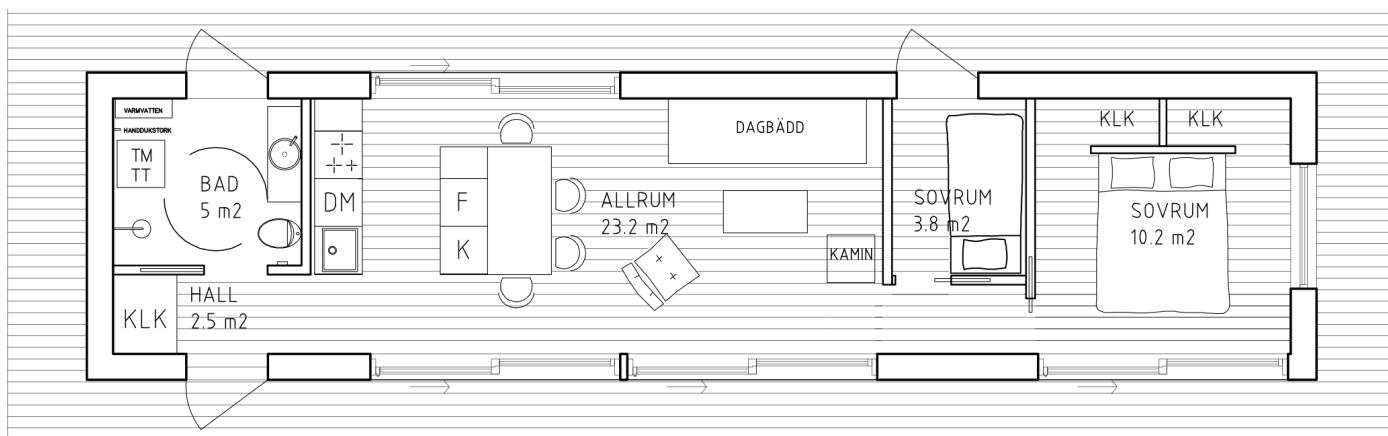 VARMVATTEN
HANDDUKSTORK
TM
TT
BAD
5 m2
DM
F
K
DAGBÄDD
ALLRUM
23.2 m2
KAMIN
SOVRUM
3.8 m2
KLK
KLK
SOVRUM
10.2 m2
HALL
2.5 m2
KLK